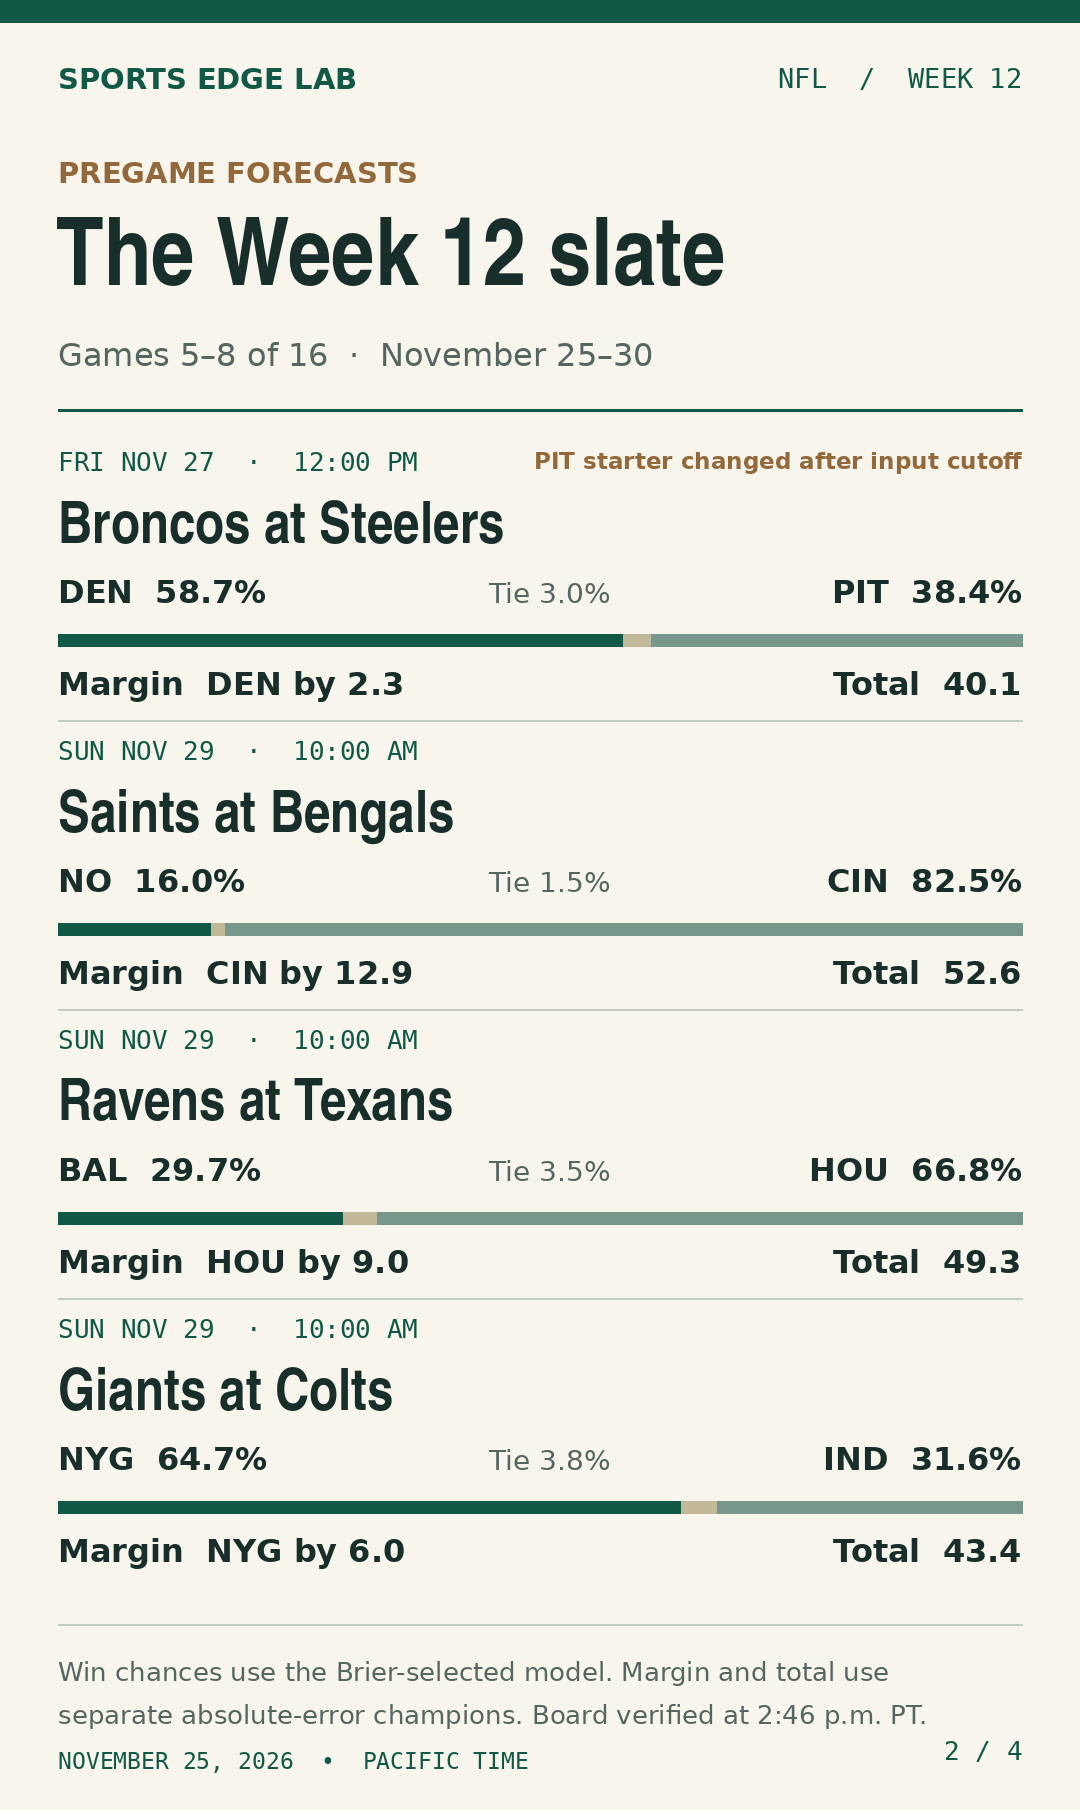 SPORTS EDGE LAB
NFL / WEEK 12
PREGAME FORECASTS
The Week 12 slate
Games 5–8 of 16 · November 25–30
FRI NOV 27 · 12:00 PM
PIT starter changed after input cutoff
Broncos at Steelers
DEN 58.7%
Tie 3.0%
PIT 38.4%
Margin DEN by 2.3
Total 40.1
SUN NOV 29 · 10:00 AM
Saints at Bengals
NO 16.0%
Tie 1.5%
CIN 82.5%
Margin CIN by 12.9
Total 52.6
SUN NOV 29 · 10:00 AM
Ravens at Texans
BAL 29.7%
Tie 3.5%
HOU 66.8%
Margin HOU by 9.0
Total 49.3
SUN NOV 29 · 10:00 AM
Giants at Colts
NYG 64.7%
Tie 3.8%
IND 31.6%
Margin NYG by 6.0
Total 43.4
Win chances use the Brier-selected model. Margin and total use
separate absolute-error champions. Board verified at 2:46 p.m. PT.
NOVEMBER 25, 2026 • PACIFIC TIME
2 / 4